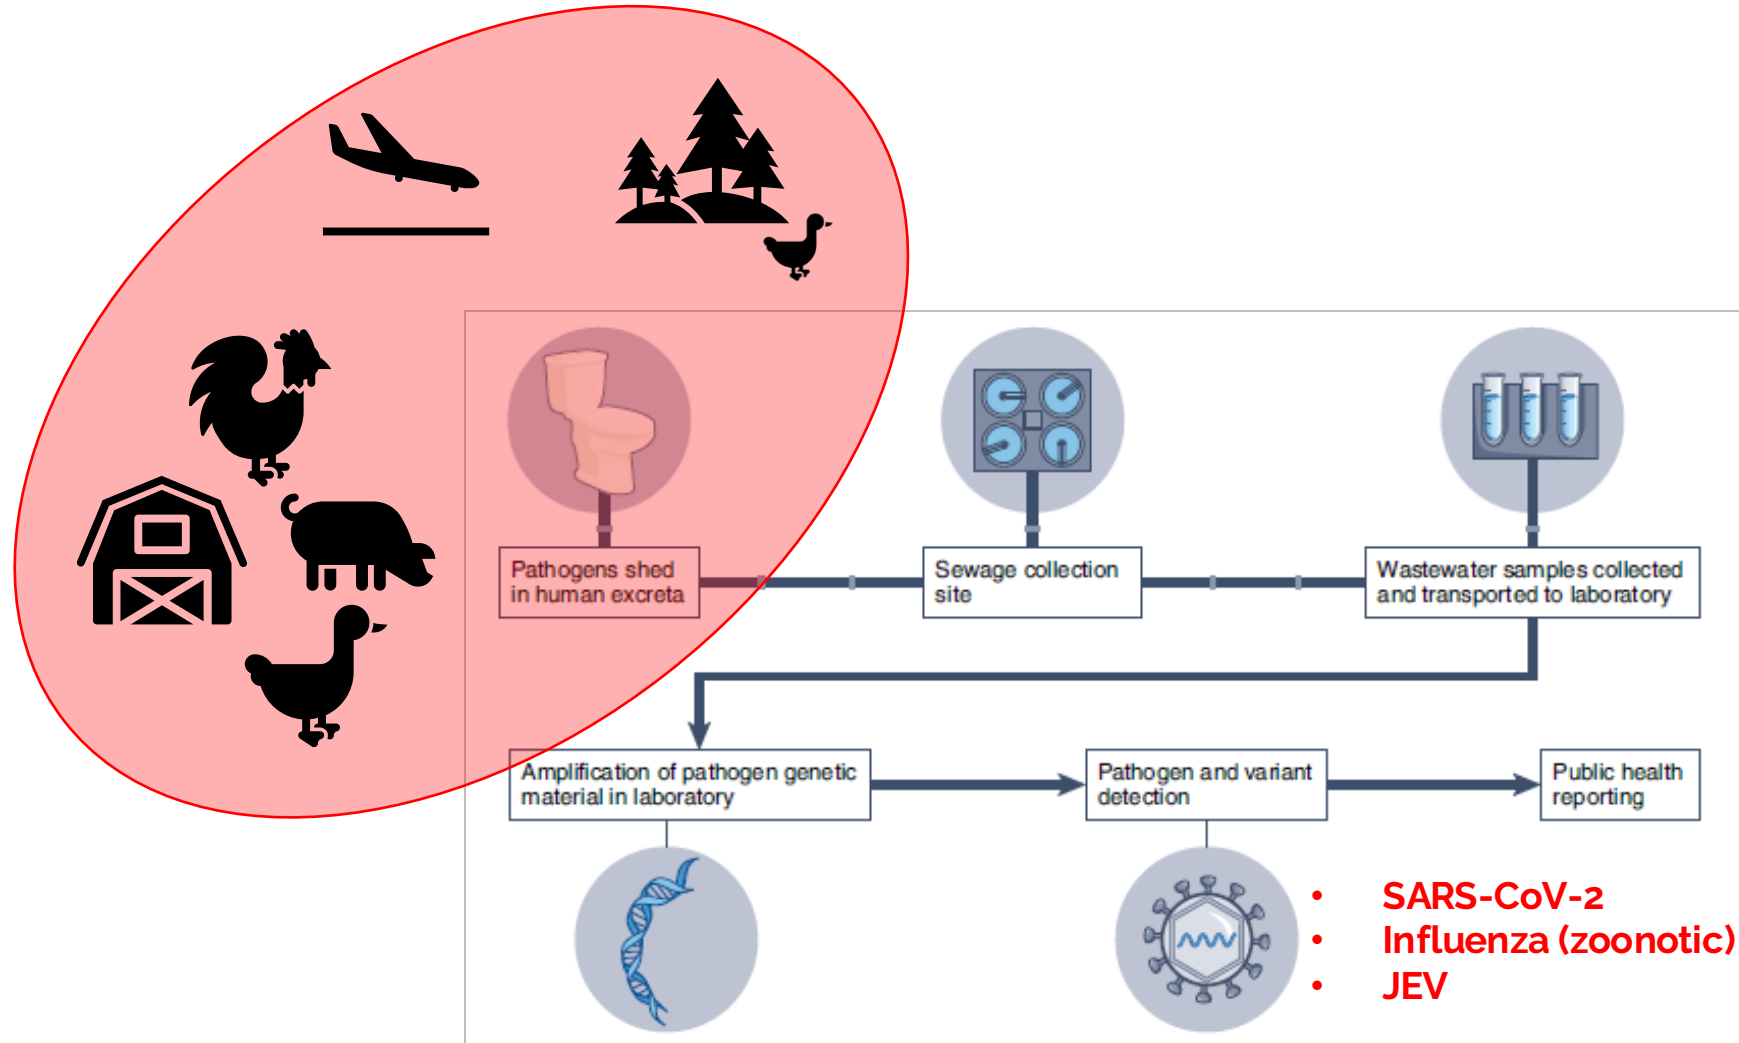 Pathogens shed
in human excreta
Sewage collection
site
Wastewater samples collected
and transported to laboratory
Amplification of pathogen genetic
material in laboratory
Pathogen and variant
detection
Public health
reporting
• SARS-CoV-2
• Influenza (zoonotic)
• JEV